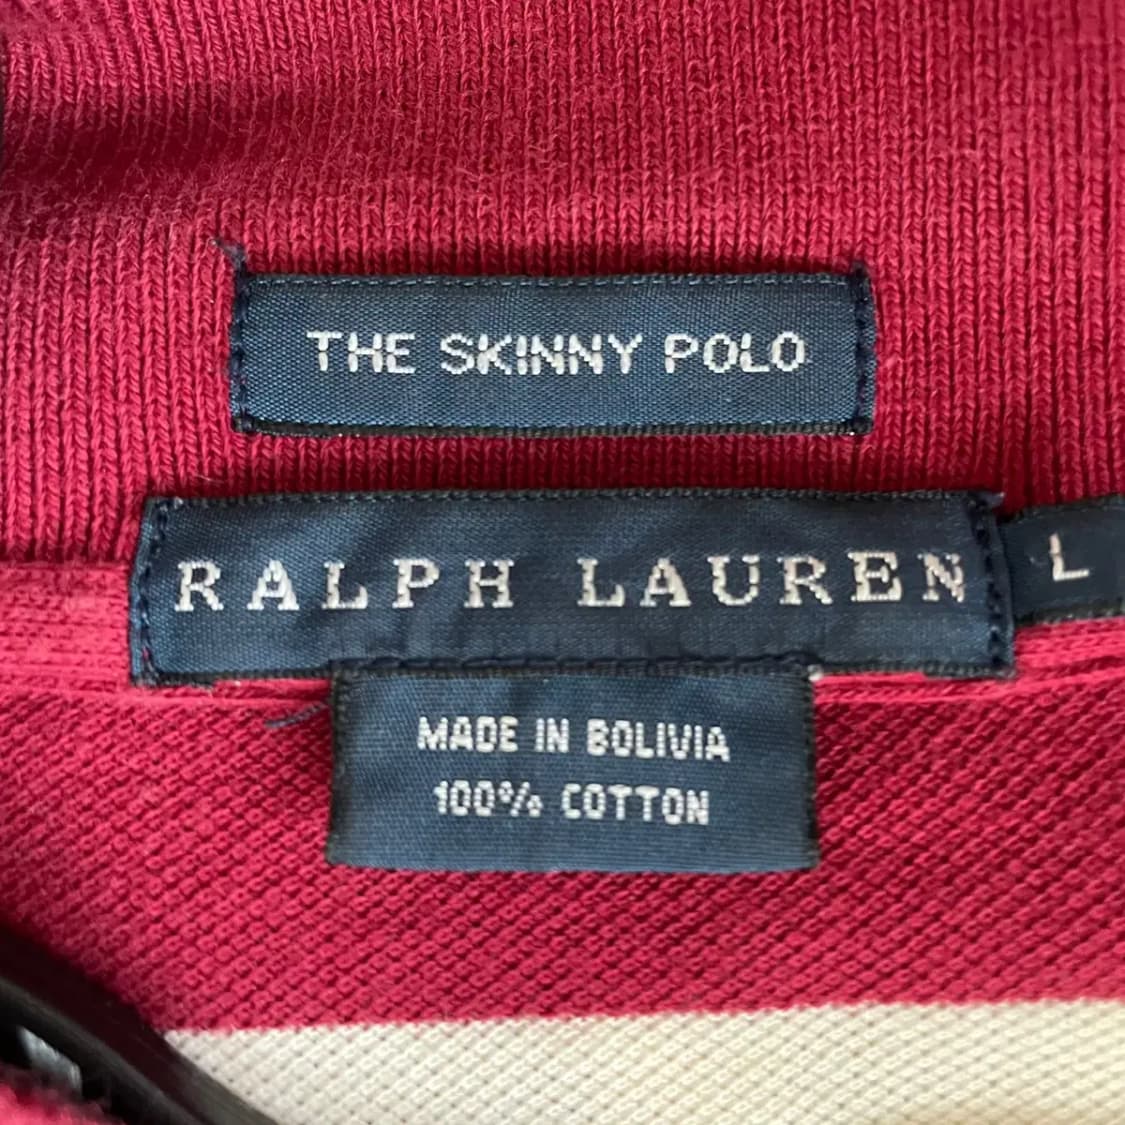 THE SKINNY POLO
RALPH LAUREN
L
MADE IN BOLIVIA
100% COTTON